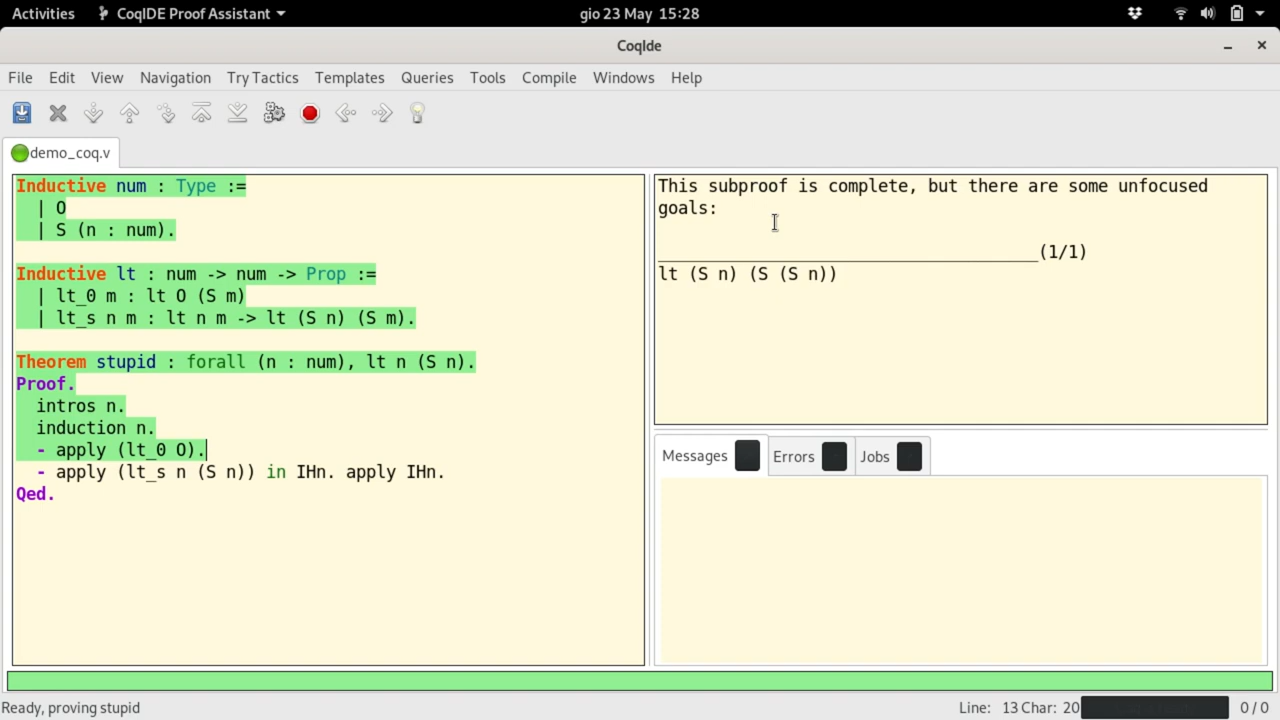 Activities CoqIDE Proof Assistant gio 23 May 15:28
CoqIde
File Edit View Navigation Try Tactics Templates Queries Tools Compile Windows Help
demo_coq.v
Inductive num : Type :=
  | O
  | S (n : num).
Inductive lt : num -> num -> Prop :=
  | lt_0 m : lt O (S m)
  | lt_s n m : lt n m -> lt (S n) (S m).
Theorem stupid : forall (n : num), lt n (S n).
Proof.
  intros n.
  induction n.
  - apply (lt_0 O).
  - apply (lt_s n (S n)) in IHn. apply IHn.
Qed.
This subproof is complete, but there are some unfocused
goals:
______________________________________(1/1)
lt (S n) (S (S n))
Messages Errors Jobs
Ready, proving stupid Line: 13 Char: 20 0 / 0